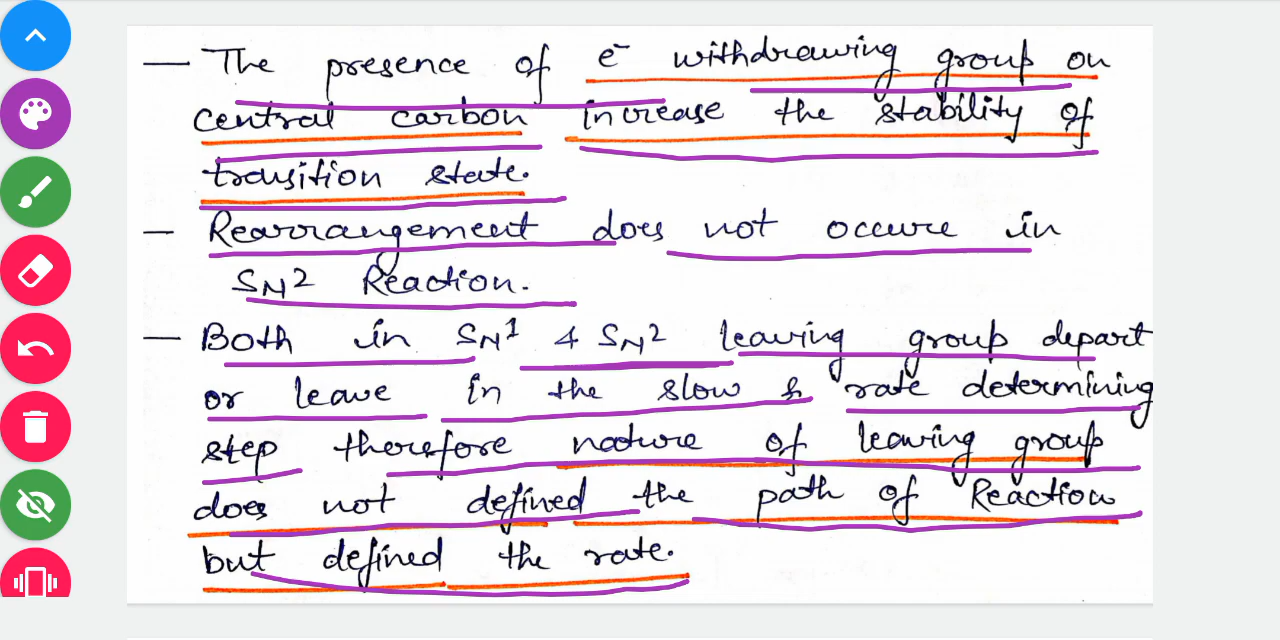 — The presence of e⁻ withdrawing group on
central carbon increase the stability of
transition state.
— Rearrangement does not occure in
SN2 Reaction.
— Both in SN1 & SN2 leaving group depart
or leave in the slow & rate determining
step therefore nature of leaving group
does not defined the path of Reaction
but defined the rate.